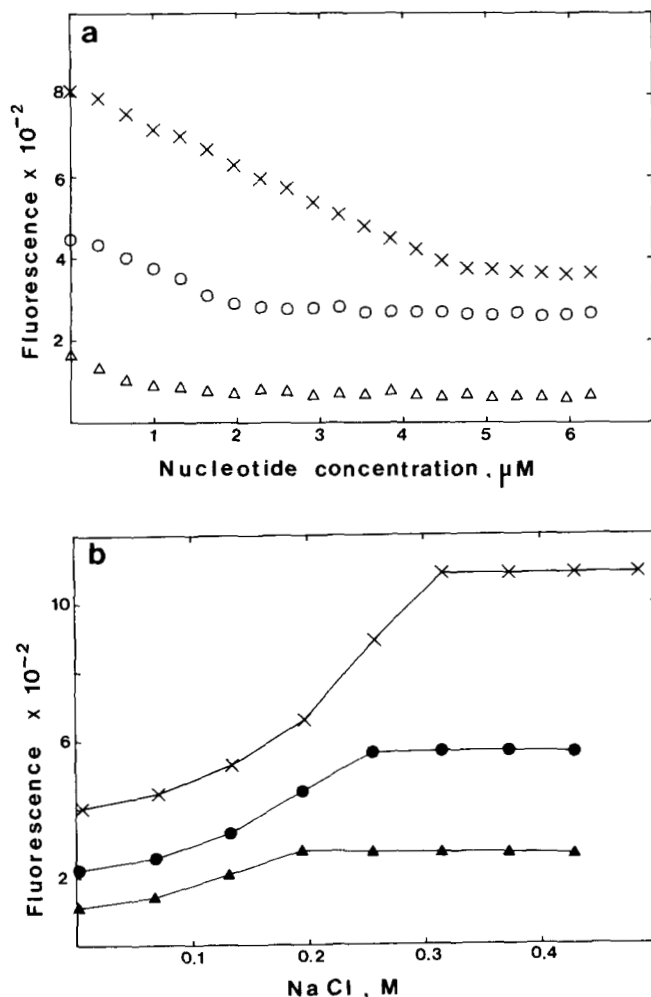 a
Fluorescence x 10⁻²
8
6
4
2
1 2 3 4 5 6
Nucleotide concentration, µM
b
Fluorescence x 10⁻²
10
6
2
0.1 0.2 0.3 0.4
NaCl, M